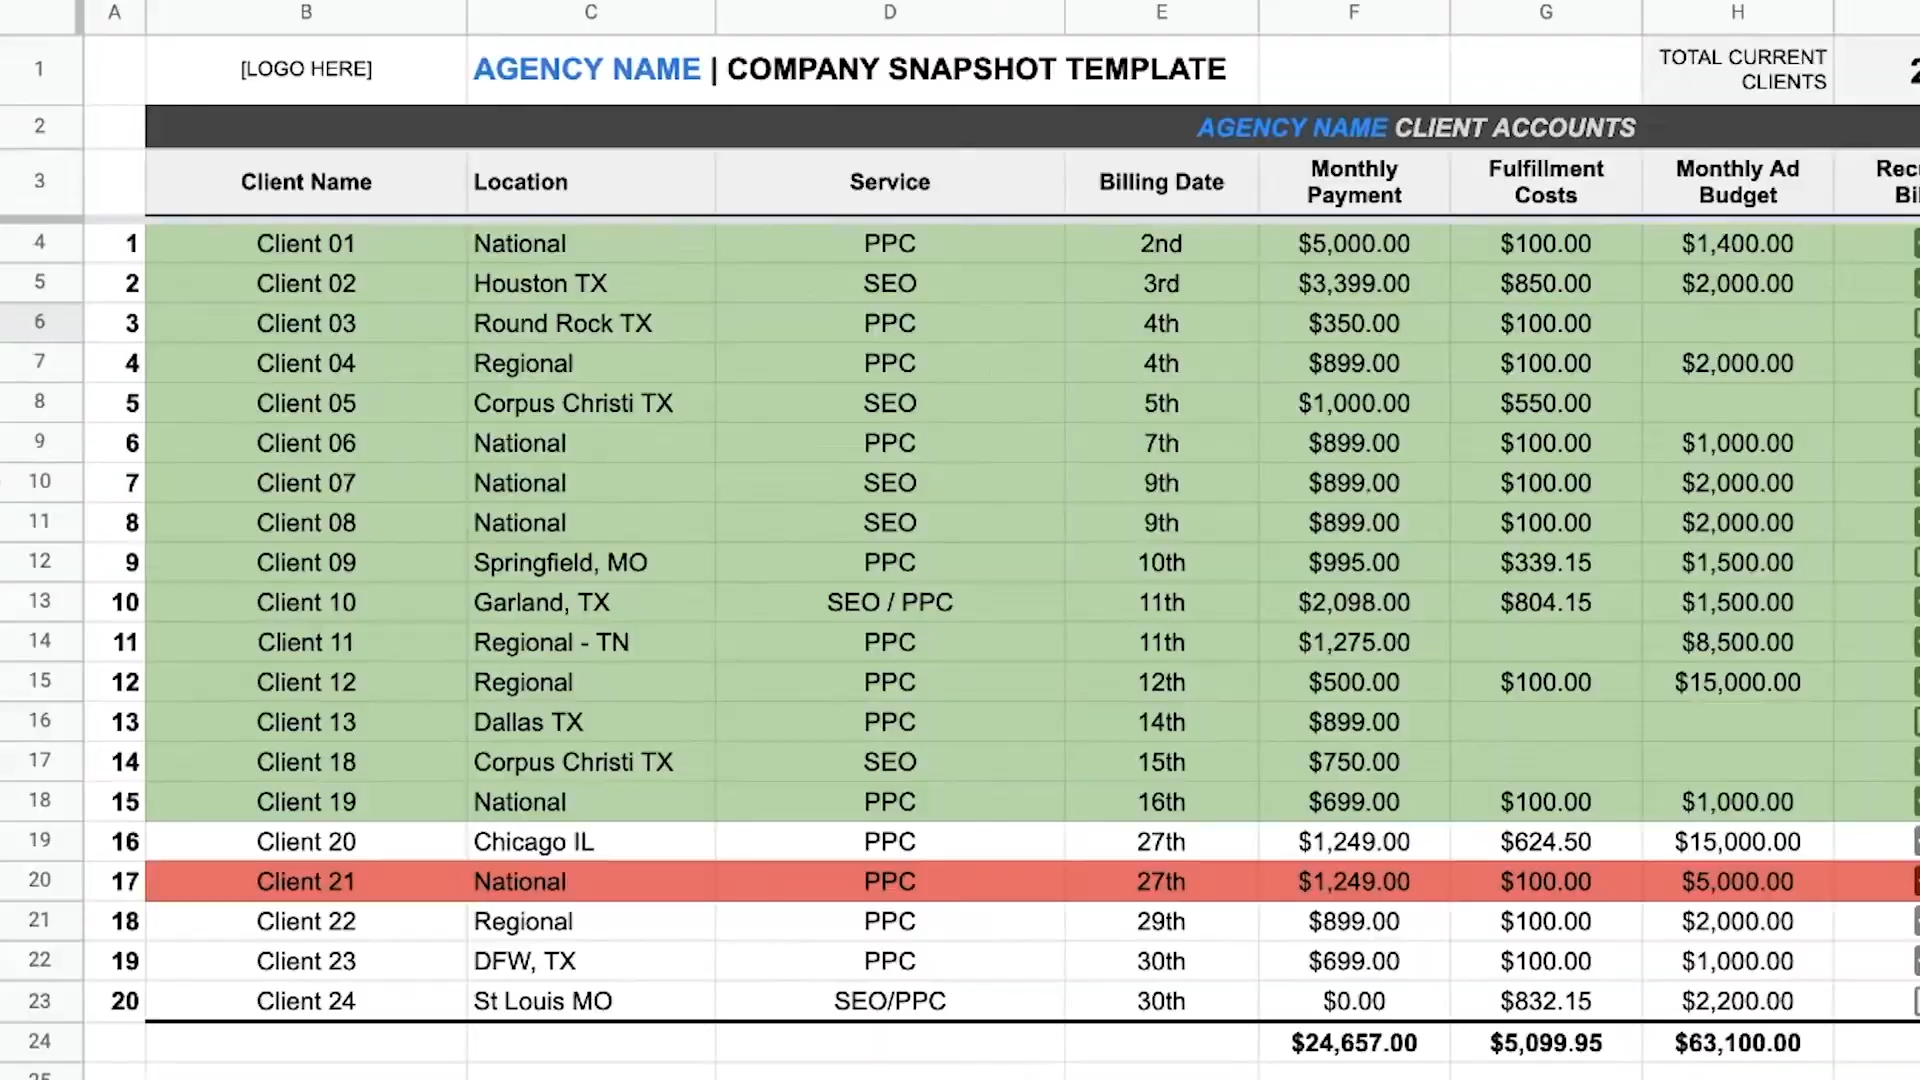 A B C D E F G H
1 [LOGO HERE] AGENCY NAME | COMPANY SNAPSHOT TEMPLATE TOTAL CURRENT
CLIENTS
2 AGENCY NAME CLIENT ACCOUNTS
3 Client Name Location Service Billing Date Monthly Payment Fulfillment Costs Monthly Ad Budget
4 1 Client 01 National PPC 2nd $5,000.00 $100.00 $1,400.00
5 2 Client 02 Houston TX SEO 3rd $3,399.00 $850.00 $2,000.00
6 3 Client 03 Round Rock TX PPC 4th $350.00 $100.00
7 4 Client 04 Regional PPC 4th $899.00 $100.00 $2,000.00
8 5 Client 05 Corpus Christi TX SEO 5th $1,000.00 $550.00
9 6 Client 06 National PPC 7th $899.00 $100.00 $1,000.00
10 7 Client 07 National SEO 9th $899.00 $100.00 $2,000.00
11 8 Client 08 National SEO 9th $899.00 $100.00 $2,000.00
12 9 Client 09 Springfield, MO PPC 10th $995.00 $339.15 $1,500.00
13 10 Client 10 Garland, TX SEO / PPC 11th $2,098.00 $804.15 $1,500.00
14 11 Client 11 Regional - TN PPC 11th $1,275.00 $8,500.00
15 12 Client 12 Regional PPC 12th $500.00 $100.00 $15,000.00
16 13 Client 13 Dallas TX PPC 14th $899.00
17 14 Client 18 Corpus Christi TX SEO 15th $750.00
18 15 Client 19 National PPC 16th $699.00 $100.00 $1,000.00
19 16 Client 20 Chicago IL PPC 27th $1,249.00 $624.50 $15,000.00
20 17 Client 21 National PPC 27th $1,249.00 $100.00 $5,000.00
21 18 Client 22 Regional PPC 29th $899.00 $100.00 $2,000.00
22 19 Client 23 DFW, TX PPC 30th $699.00 $100.00 $1,000.00
23 20 Client 24 St Louis MO SEO/PPC 30th $0.00 $832.15 $2,200.00
24 $24,657.00 $5,099.95 $63,100.00